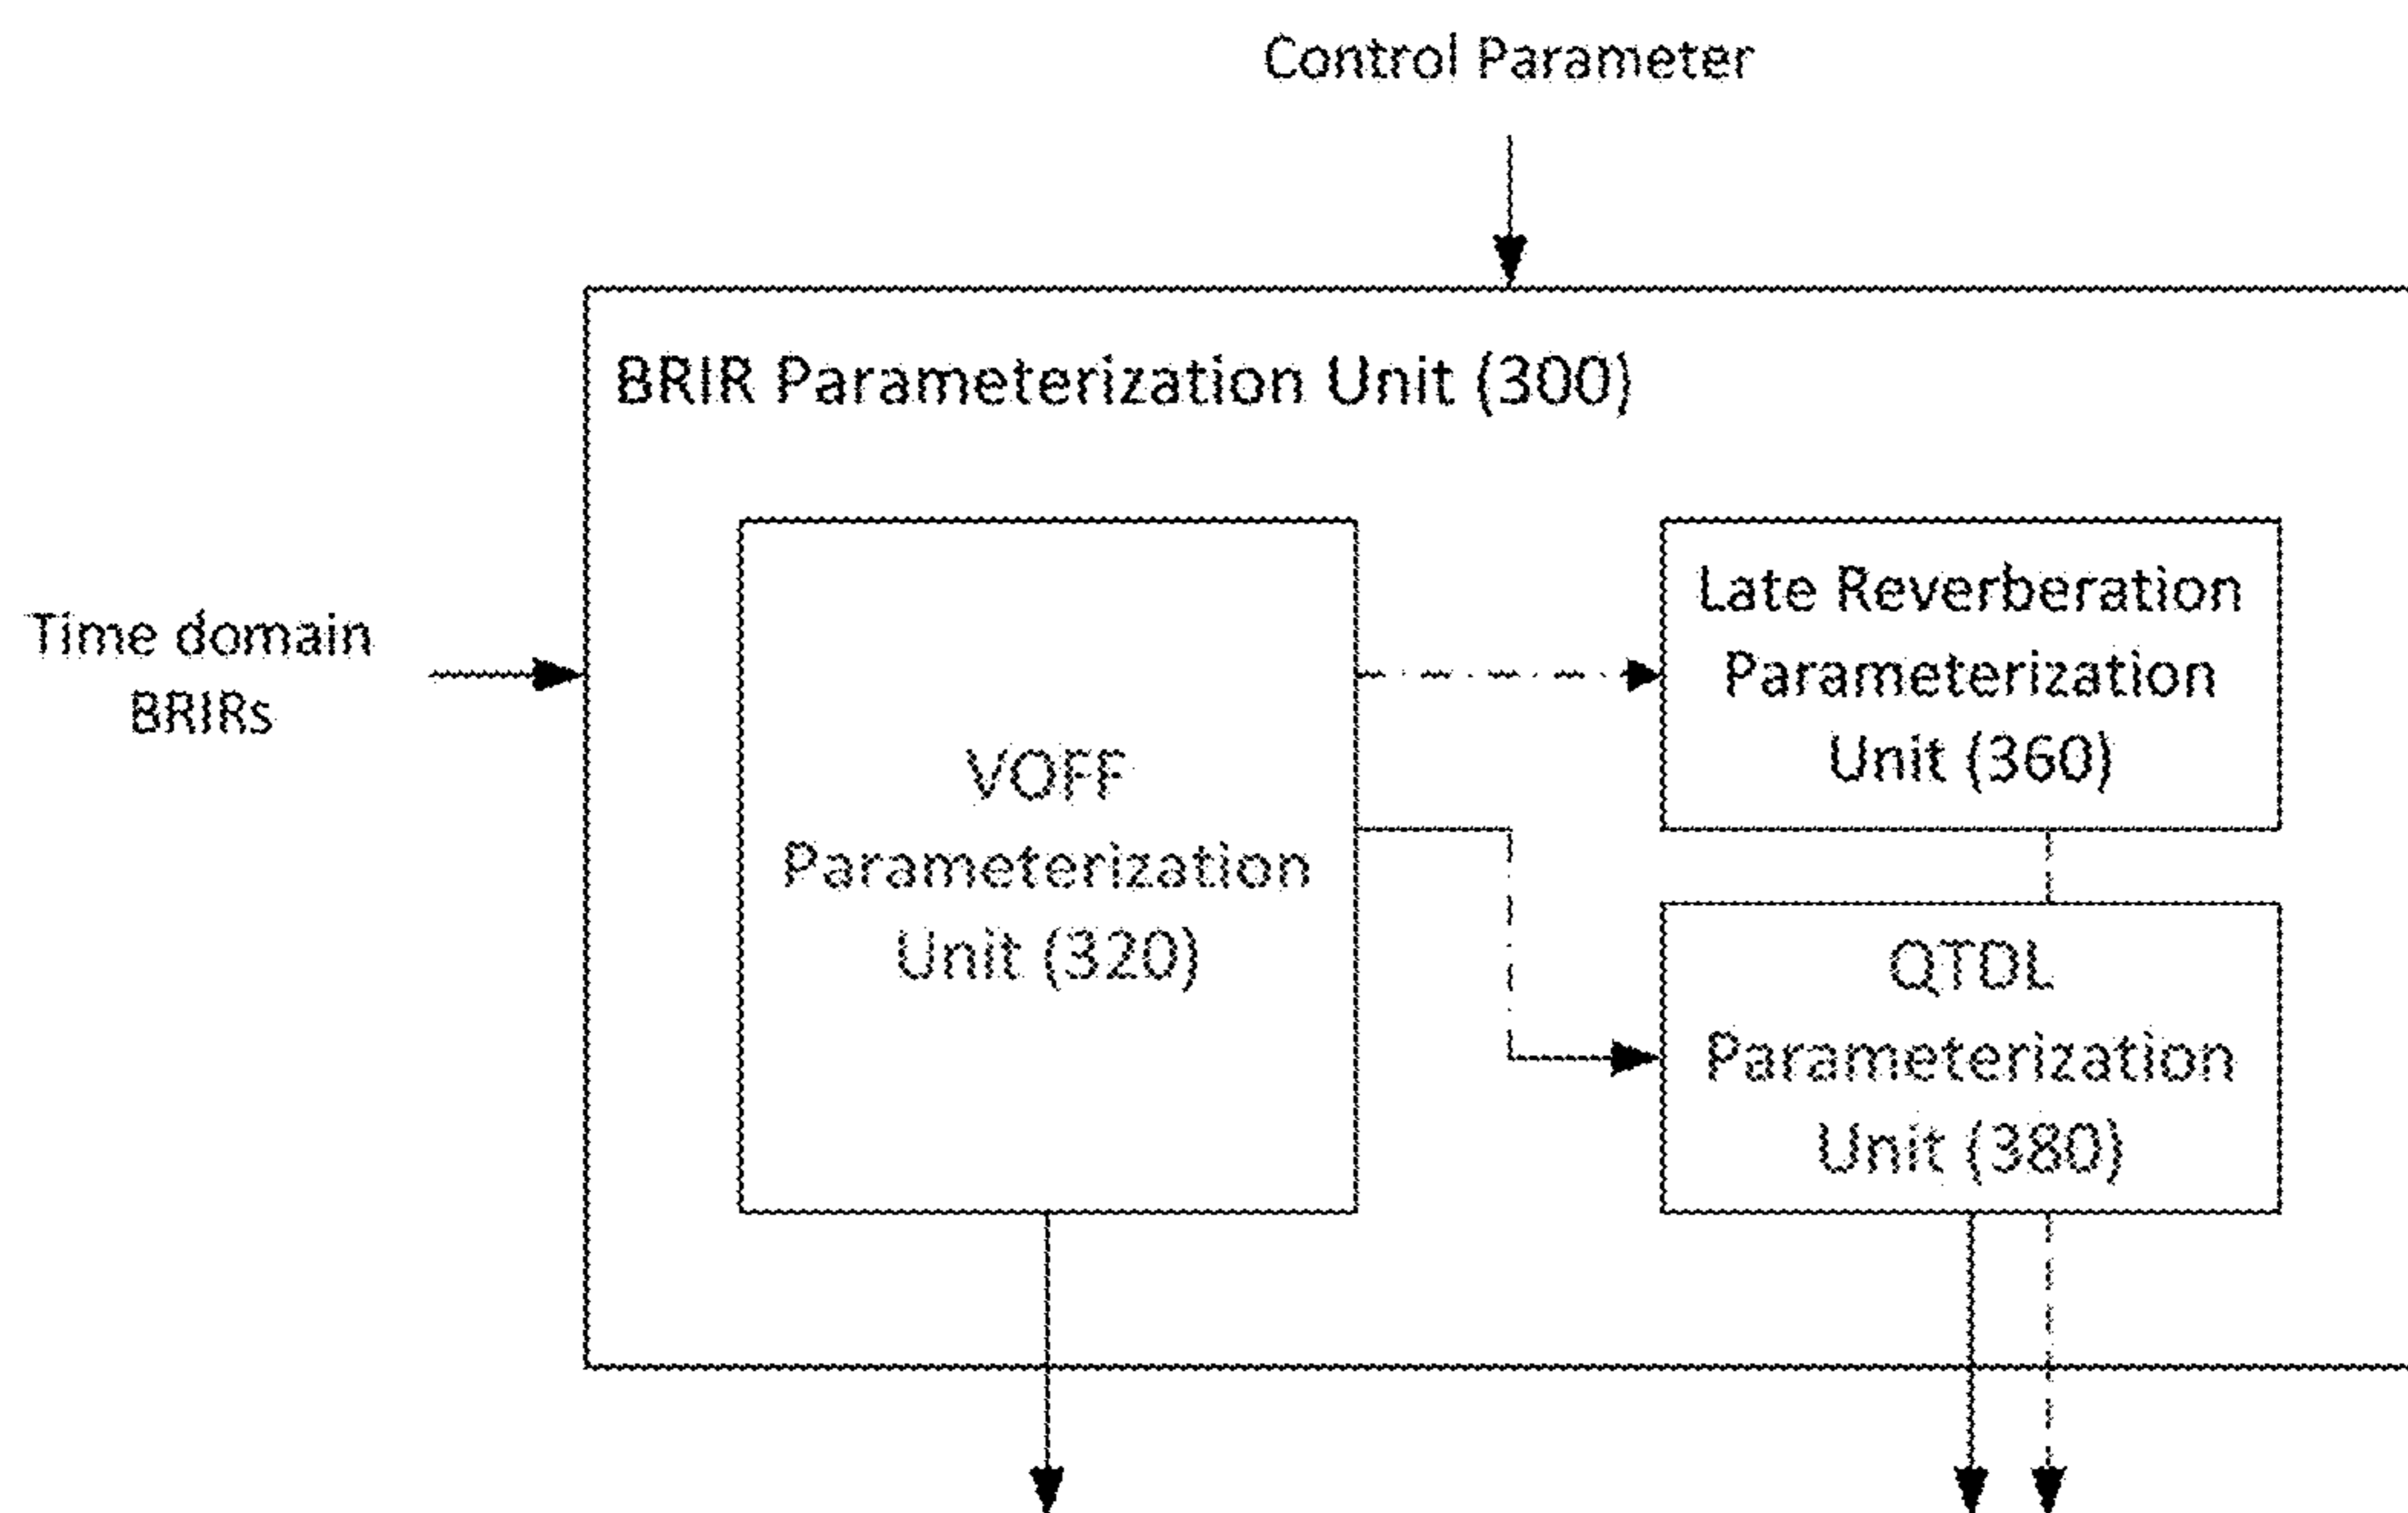 Control Parameter
BRIR Parameterization Unit (300)
Time domain
BRIRs
VOFF
Parameterization
Unit (320)
Late Reverberation
Parameterization
Unit (360)
QTDL
Parameterization
Unit (380)